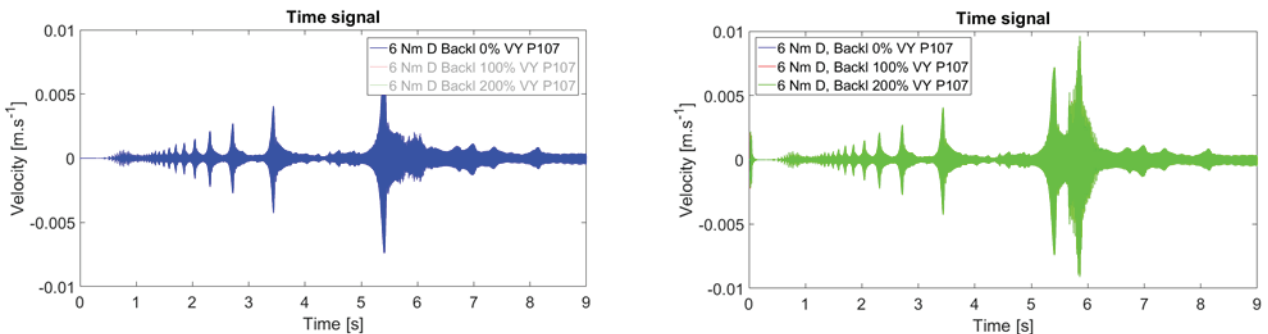 Time signal
0.01
0.005
0
-0.005
-0.01
Velocity [m.s-1]
6 Nm D Backl 0% VY P107
6 Nm D Backl 100% VY P107
6 Nm D Backl 200% VY P107
0 1 2 3 4 5 6 7 8 9
Time [s]
Time signal
0.01
0.005
0
-0.005
-0.01
Velocity [m.s-1]
6 Nm D, Backl 0% VY P107
6 Nm D, Backl 100% VY P107
6 Nm D, Backl 200% VY P107
0 1 2 3 4 5 6 7 8 9
Time [s]